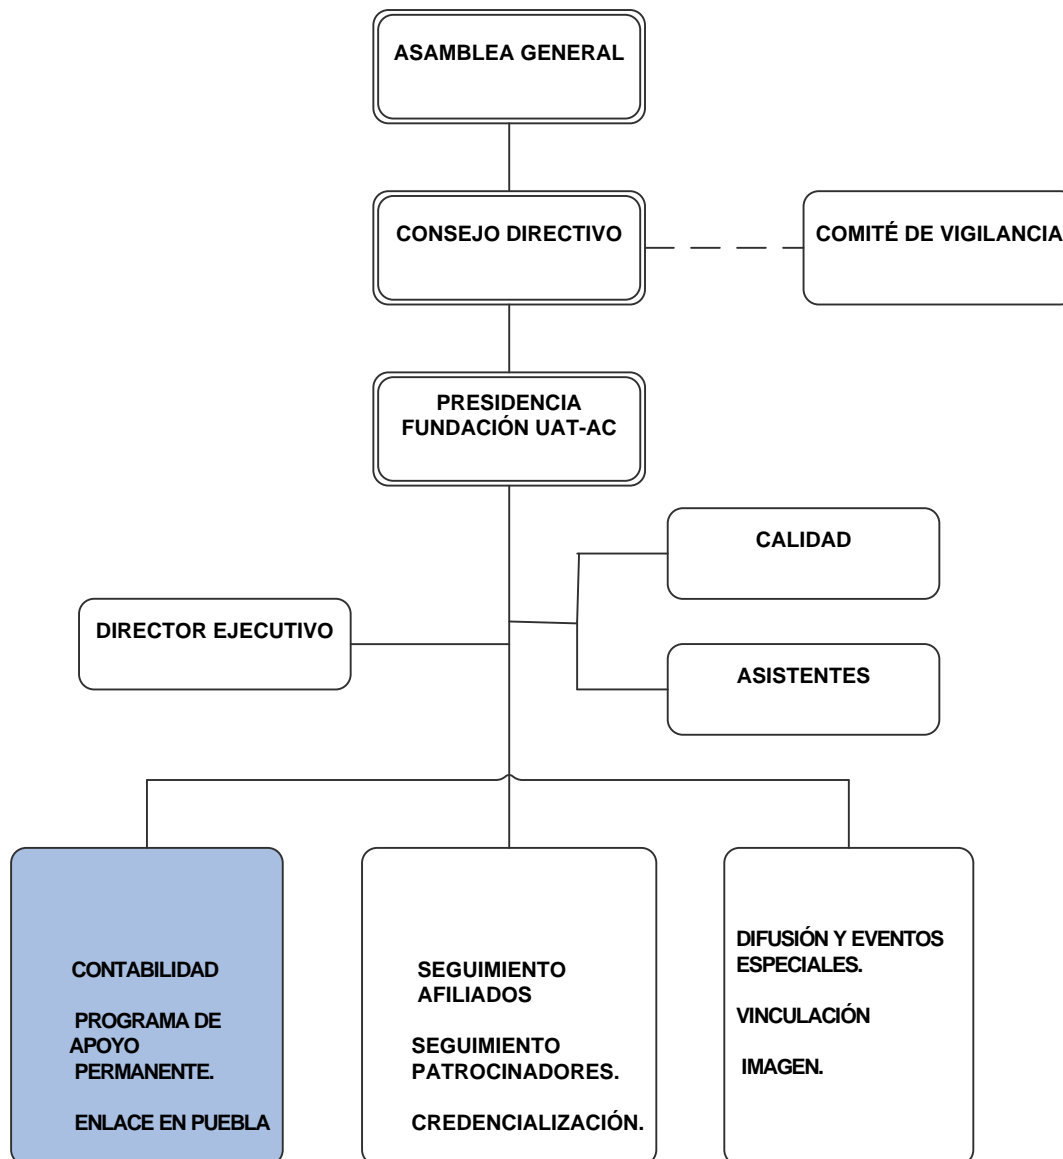 ASAMBLEA GENERAL
CONSEJO DIRECTIVO
COMITÉ DE VIGILANCIA
PRESIDENCIA
FUNDACIÓN UAT-AC
CALIDAD
DIRECTOR EJECUTIVO
ASISTENTES
CONTABILIDAD
PROGRAMA DE
APOYO
PERMANENTE.
ENLACE EN PUEBLA
SEGUIMIENTO
AFILIADOS
SEGUIMIENTO
PATROCINADORES.
CREDENCIALIZACIÓN.
DIFUSIÓN Y EVENTOS
ESPECIALES.
VINCULACIÓN
IMAGEN.